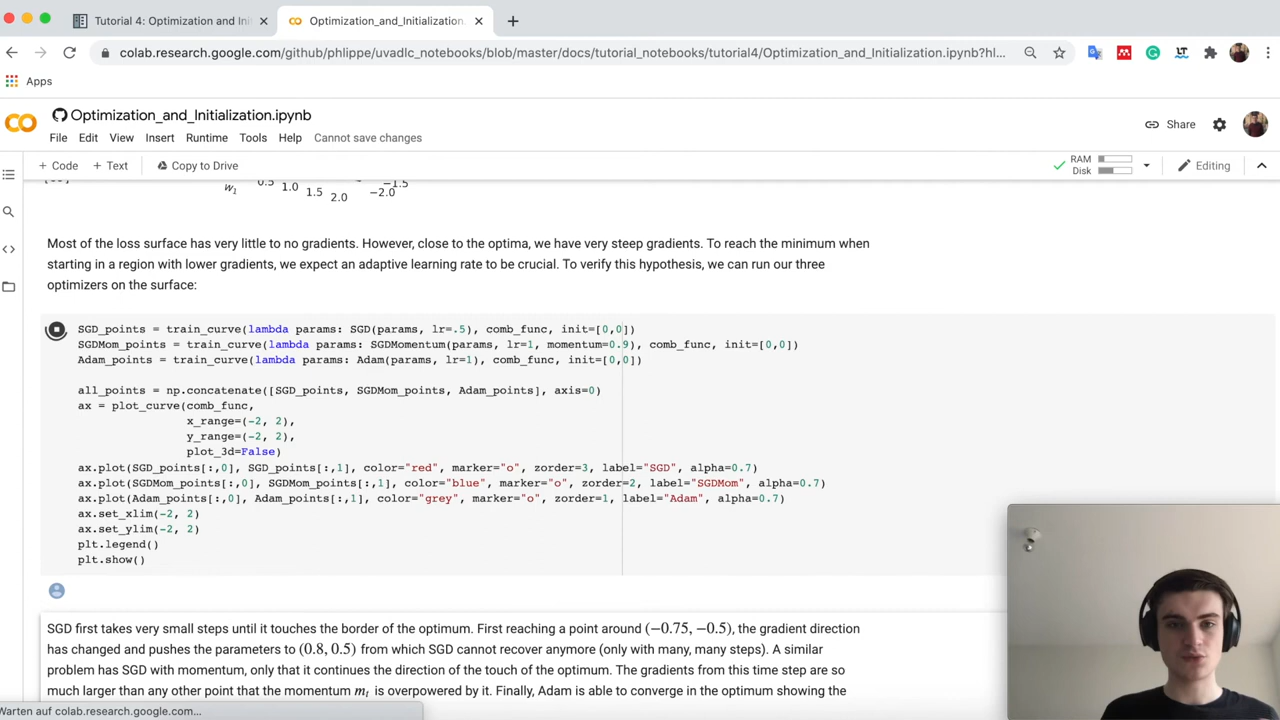 Tutorial 4: Optimization and Ini
Optimization_and_Initialization.
colab.research.google.com/github/phlippe/uvadlc_notebooks/blob/master/docs/tutorial_notebooks/tutorial4/Optimization_and_Initialization.ipynb?hl...
Apps
Optimization_and_Initialization.ipynb
Share
File Edit View Insert Runtime Tools Help Cannot save changes
+ Code + Text Copy to Drive
RAM
Disk
Editing
w₁ 0.5 1.0 1.5 2.0 −2.0 −1.5
Most of the loss surface has very little to no gradients. However, close to the optima, we have very steep gradients. To reach the minimum when
starting in a region with lower gradients, we expect an adaptive learning rate to be crucial. To verify this hypothesis, we can run our three
optimizers on the surface:
SGD_points = train_curve(lambda params: SGD(params, lr=.5), comb_func, init=[0,0])
SGDMom_points = train_curve(lambda params: SGDMomentum(params, lr=1, momentum=0.9), comb_func, init=[0,0])
Adam_points = train_curve(lambda params: Adam(params, lr=1), comb_func, init=[0,0])
all_points = np.concatenate([SGD_points, SGDMom_points, Adam_points], axis=0)
ax = plot_curve(comb_func,
x_range=(-2, 2),
y_range=(-2, 2),
plot_3d=False)
ax.plot(SGD_points[:,0], SGD_points[:,1], color="red", marker="o", zorder=3, label="SGD", alpha=0.7)
ax.plot(SGDMom_points[:,0], SGDMom_points[:,1], color="blue", marker="o", zorder=2, label="SGDMom", alpha=0.7)
ax.plot(Adam_points[:,0], Adam_points[:,1], color="grey", marker="o", zorder=1, label="Adam", alpha=0.7)
ax.set_xlim(-2, 2)
ax.set_ylim(-2, 2)
plt.legend()
plt.show()
SGD first takes very small steps until it touches the border of the optimum. First reaching a point around (−0.75, −0.5), the gradient direction
has changed and pushes the parameters to (0.8, 0.5) from which SGD cannot recover anymore (only with many, many steps). A similar
problem has SGD with momentum, only that it continues the direction of the touch of the optimum. The gradients from this time step are so
much larger than any other point that the momentum mₜ is overpowered by it. Finally, Adam is able to converge in the optimum showing the
Warten auf colab.research.google.com...